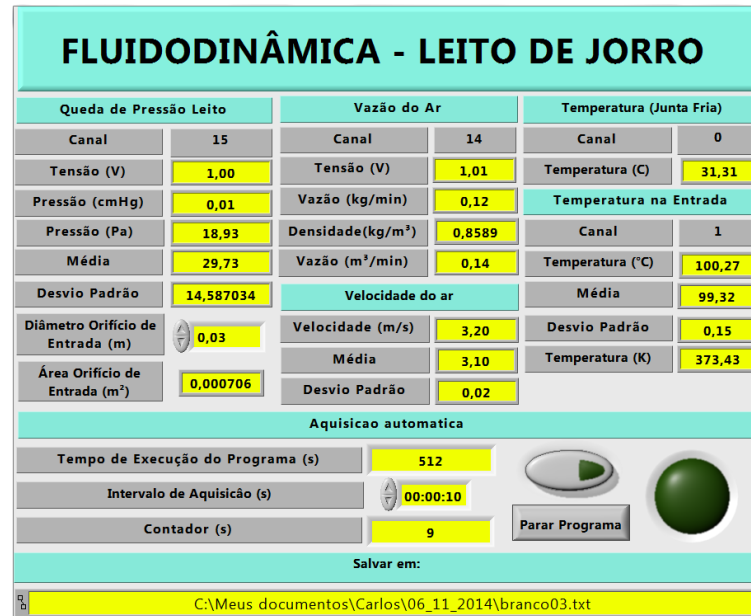 FLUIDODINÂMICA - LEITO DE JORRO
Queda de Pressão Leito
Canal 15
Tensão (V) 1,00
Pressão (cmHg) 0,01
Pressão (Pa) 18,93
Média 29,73
Desvio Padrão 14,587034
Diâmetro Orifício de
Entrada (m) 0,03
Área Orifício de
Entrada (m²) 0,000706
Vazão do Ar
Canal 14
Tensão (V) 1,01
Vazão (kg/min) 0,12
Densidade(kg/m³) 0,8589
Vazão (m³/min) 0,14
Velocidade do ar
Velocidade (m/s) 3,20
Média 3,10
Desvio Padrão 0,02
Temperatura (Junta Fria)
Canal 0
Temperatura (C) 31,31
Temperatura na Entrada
Canal 1
Temperatura (°C) 100,27
Média 99,32
Desvio Padrão 0,15
Temperatura (K) 373,43
Aquisicao automatica
Tempo de Execução do Programa (s) 512
Intervalo de Aquisicâo (s) 00:00:10
Contador (s) 9
Parar Programa
Salvar em:
C:\Meus documentos\Carlos\06_11_2014\branco03.txt